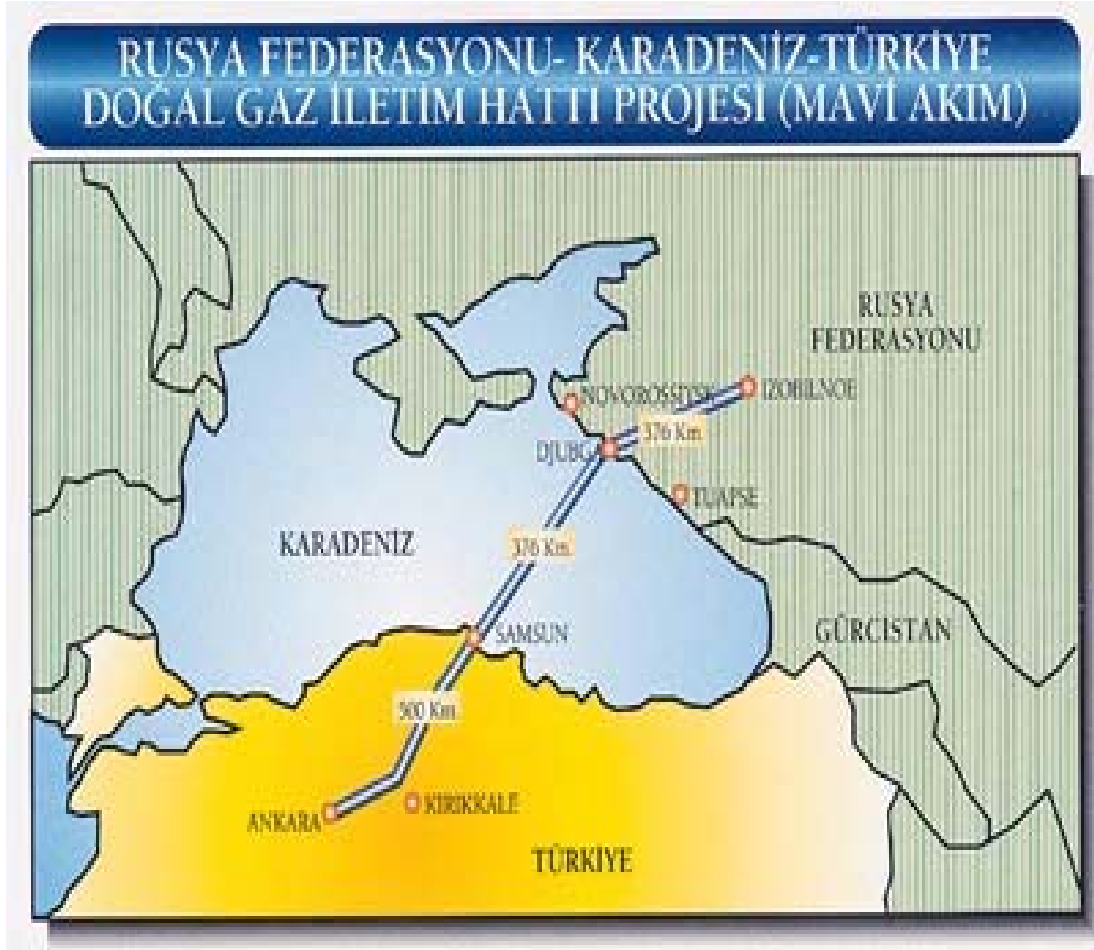 RUSYA FEDERASYONU- KARADENİZ-TÜRKİYE
DOĞAL GAZ İLETİM HATTI PROJESİ (MAVİ AKIM)
RUSYA
FEDERASYONU
NOVOROSSIYSK
IZOBILNOE
376 Km.
DJUBG
TUAPSE
KARADENİZ
376 Km.
SAMSUN
GÜRCİSTAN
500 Km.
KIRIKKALE
ANKARA
TÜRKİYE